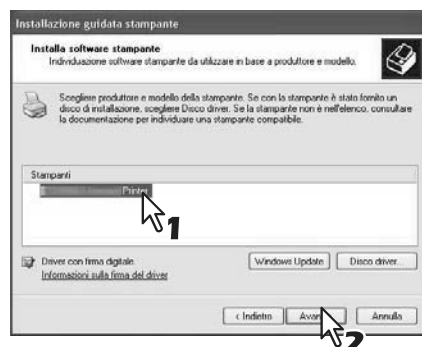 Installazione guidata stampante
Installa software stampante
Individuazione software stampante da utilizzare in base a produttore e modello.
Scegliere produttore e modello della stampante. Se con la stampante è stato fornito un
disco di installazione, scegliere Disco driver. Se la stampante non è nell'elenco, consultare
la documentazione per individuare una stampante compatibile.
Stampanti
Printer
1
Driver con firma digitale.
Windows Update
Disco driver...
Informazioni sulla firma del driver
< Indietro
Annulla
2